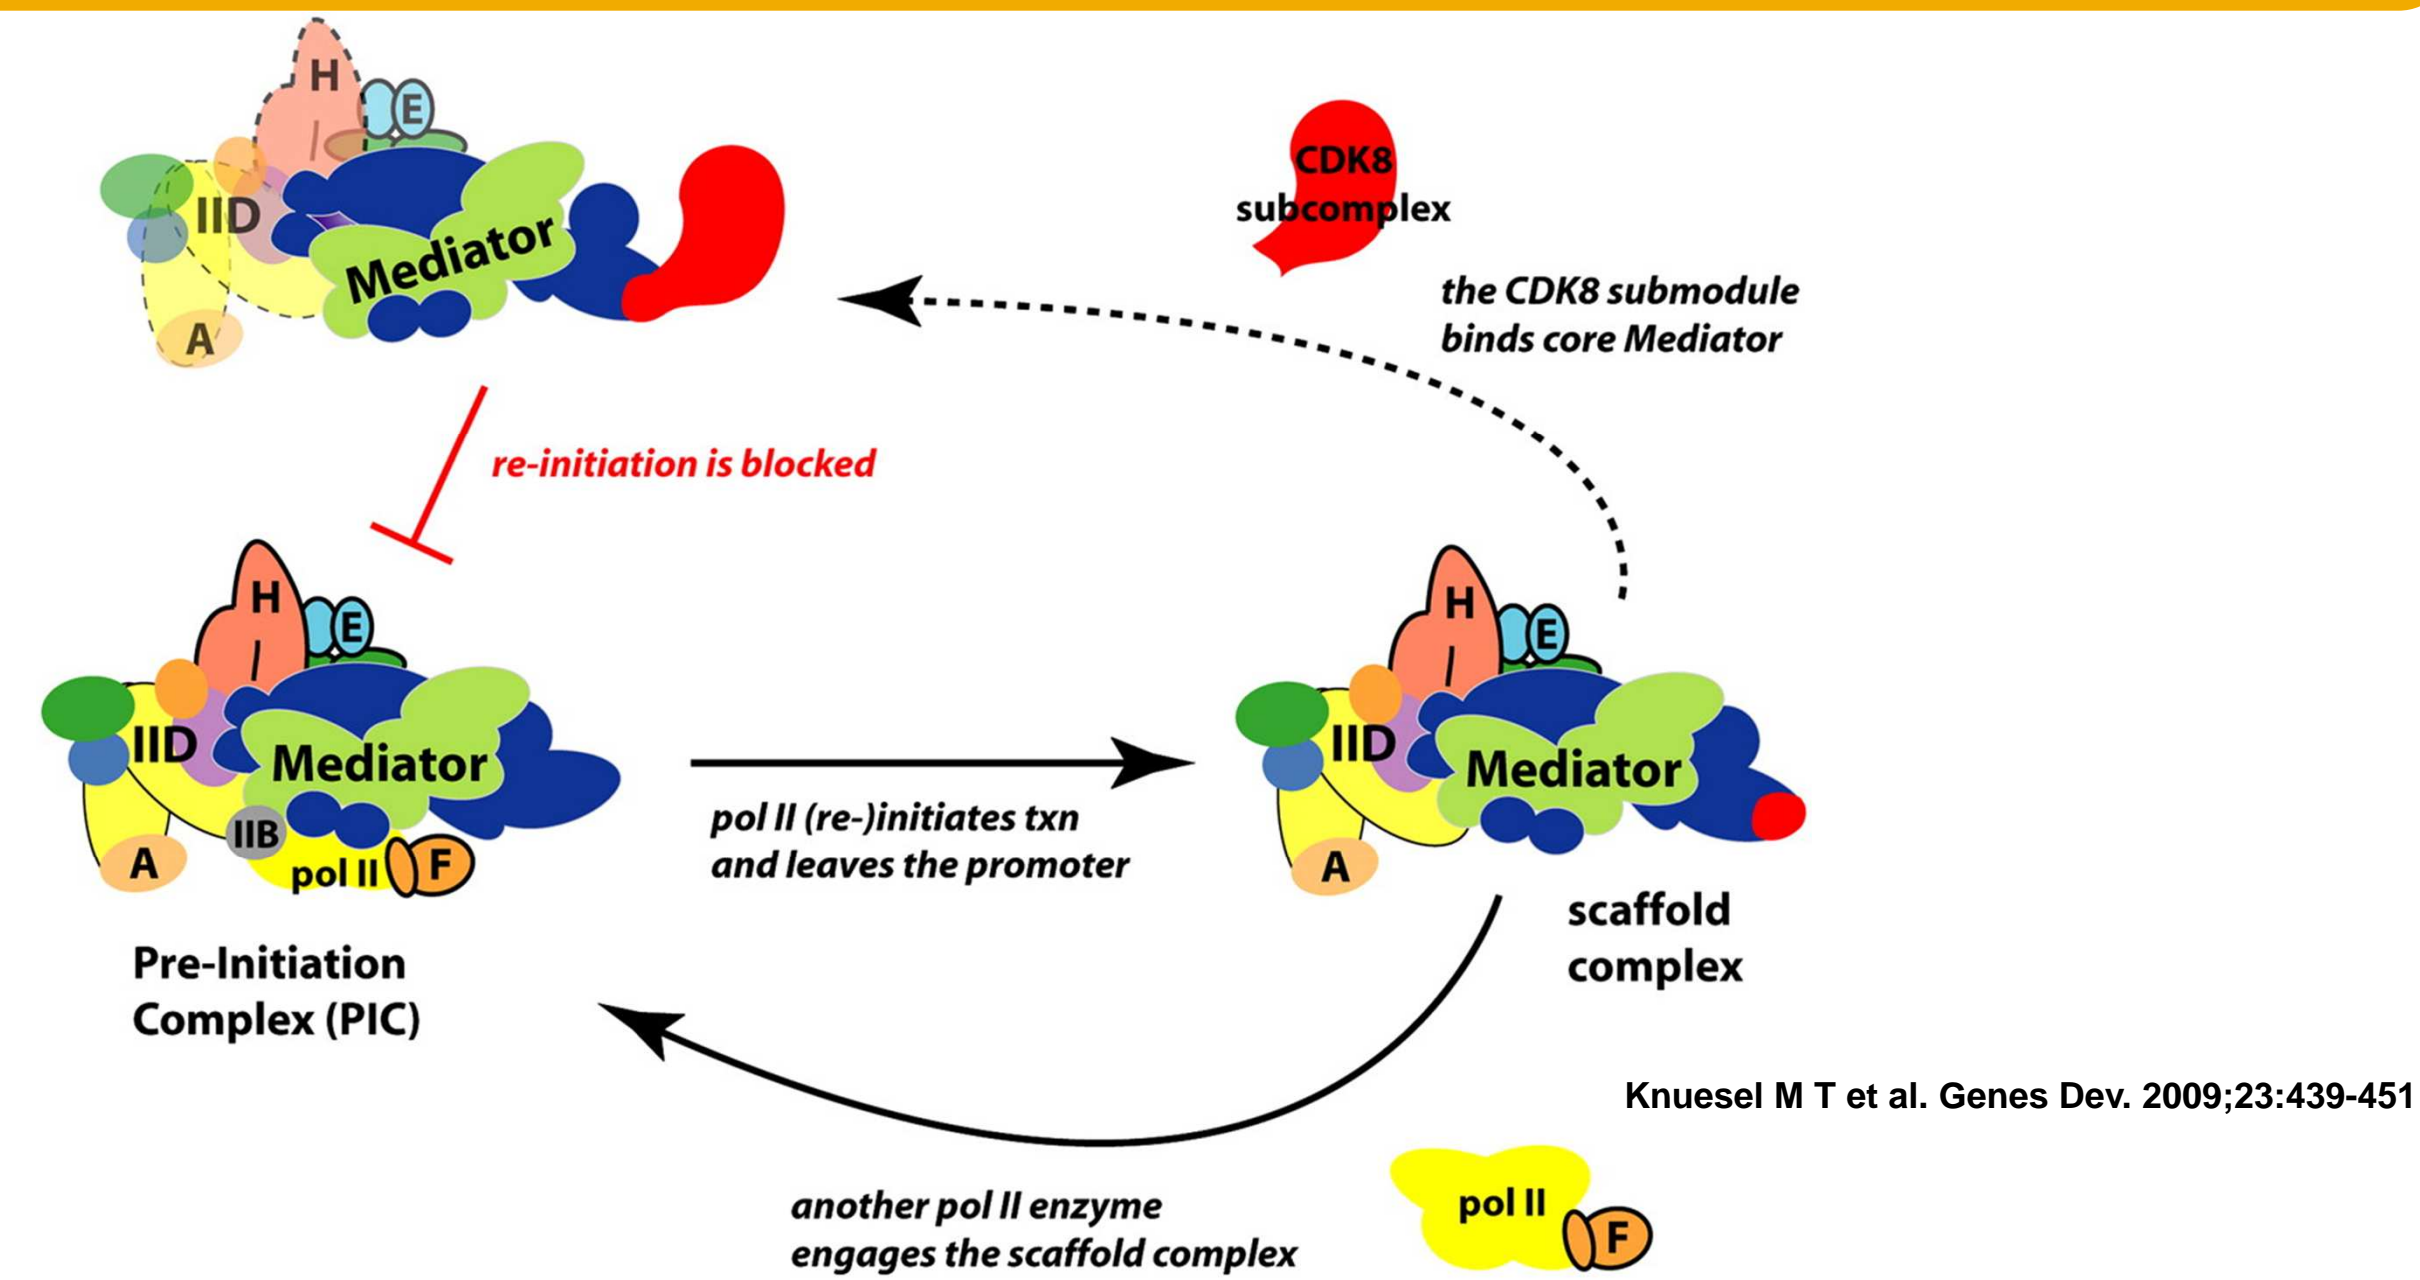 H
E
IID
Mediator
A
CDK8
subcomplex
the CDK8 submodule
binds core Mediator
re-initiation is blocked
H
E
IID
Mediator
IIB
A
pol II
F
Pre-Initiation
Complex (PIC)
pol II (re-)initiates txn
and leaves the promoter
H
E
IID
Mediator
A
scaffold
complex
Knuesel M T et al. Genes Dev. 2009;23:439-451
another pol II enzyme
engages the scaffold complex
pol II
F